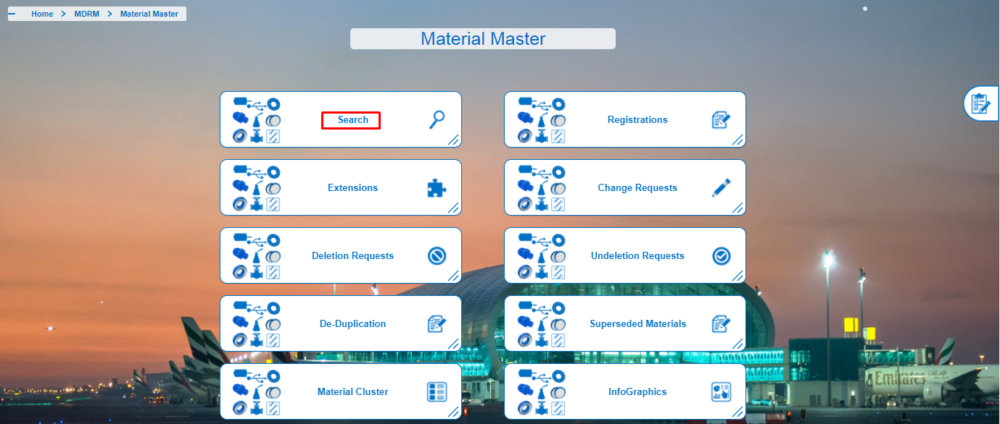 Home > MDRM > Material Master
Material Master
Search
Registrations
Extensions
Change Requests
Deletion Requests
Undeletion Requests
De-Duplication
Superseded Materials
Material Cluster
InfoGraphics
Emirates